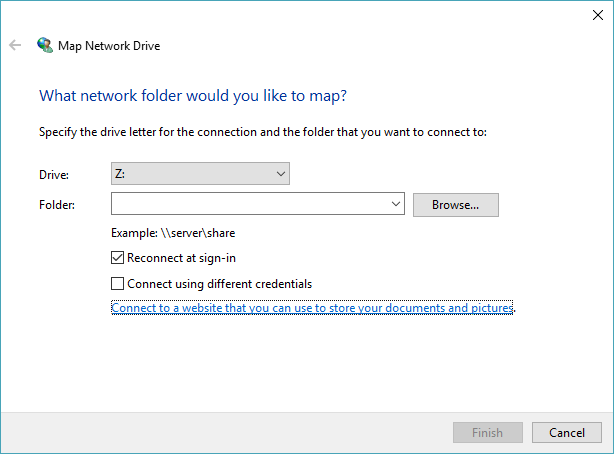 Map Network Drive
What network folder would you like to map?
Specify the drive letter for the connection and the folder that you want to connect to:
Drive: Z:
Folder: Browse...
Example: \\server\share
Reconnect at sign-in
Connect using different credentials
Connect to a website that you can use to store your documents and pictures.
Finish Cancel